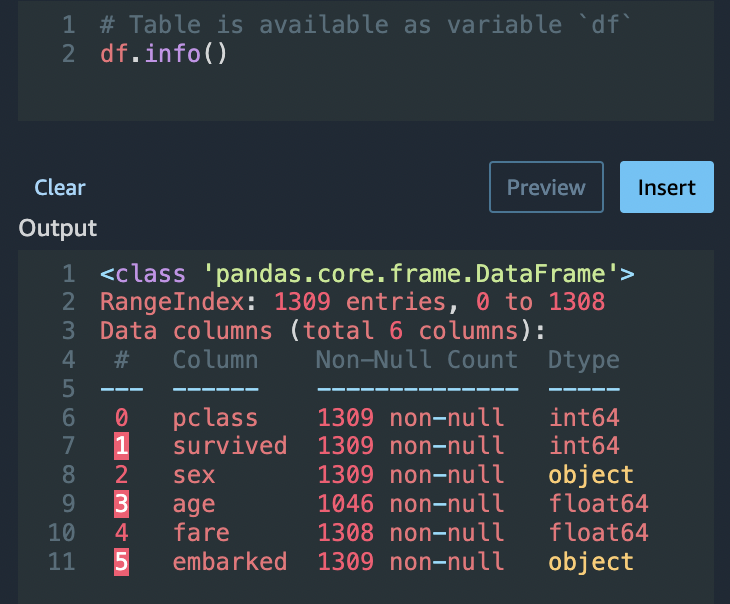 1 # Table is available as variable `df`
2 df.info()
Clear Preview Insert
Output
1 <class 'pandas.core.frame.DataFrame'>
2 RangeIndex: 1309 entries, 0 to 1308
3 Data columns (total 6 columns):
4 # Column Non-Null Count Dtype
5 --- ------ -------------- -----
6 0 pclass 1309 non-null int64
7 1 survived 1309 non-null int64
8 2 sex 1309 non-null object
9 3 age 1046 non-null float64
10 4 fare 1308 non-null float64
11 5 embarked 1309 non-null object